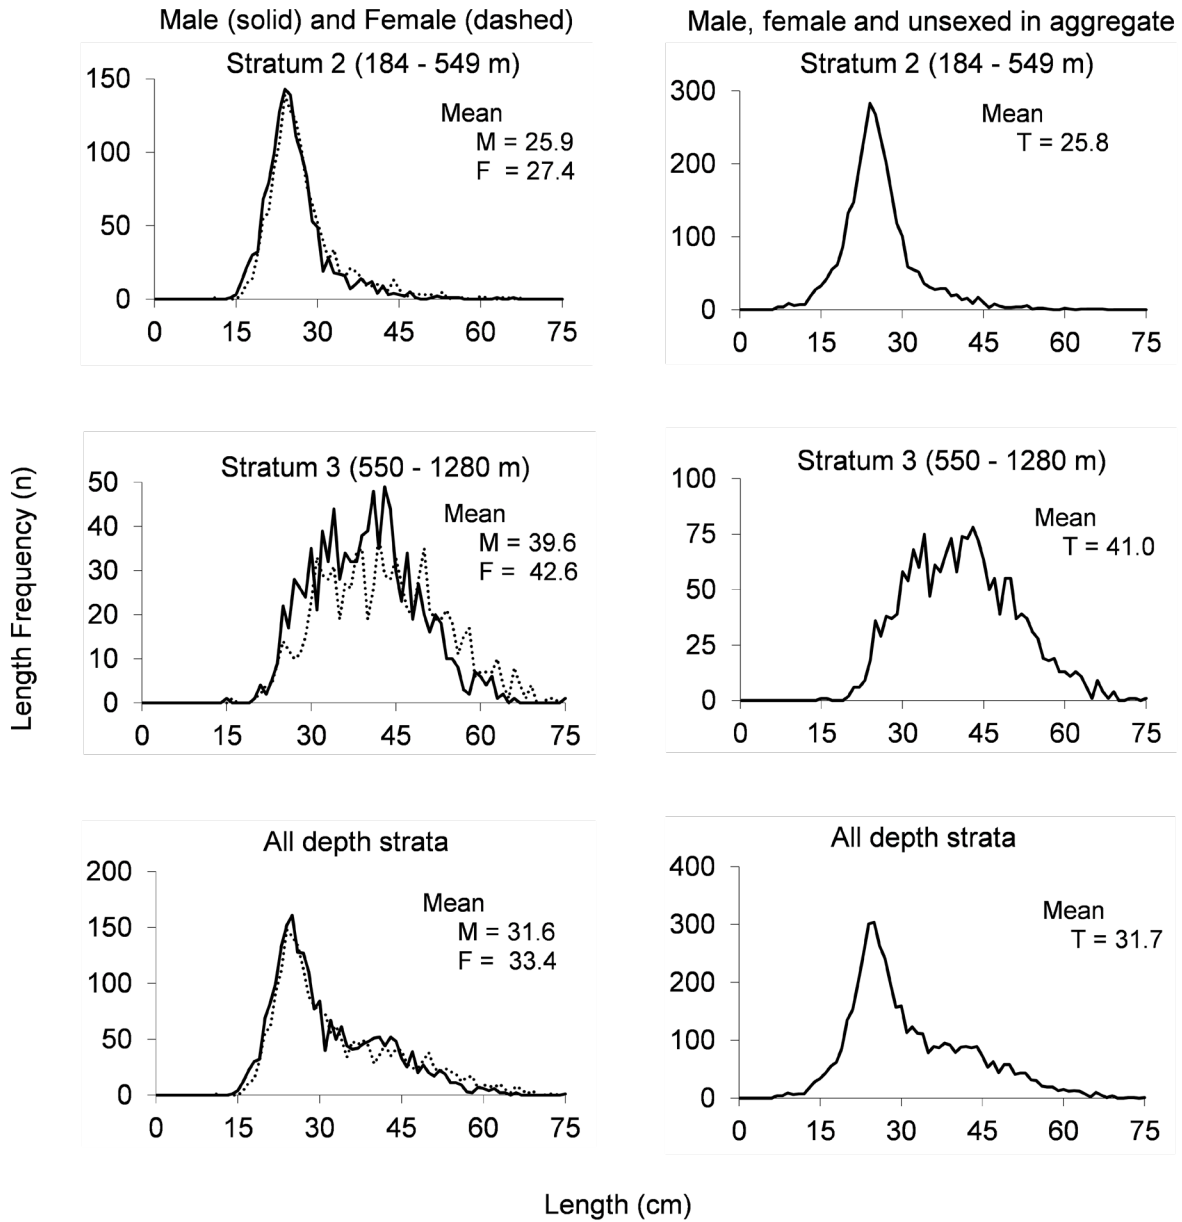 Male (solid) and Female (dashed)
Male, female and unsexed in aggregate
Stratum 2 (184 - 549 m)
150
100
50
0
0 15 30 45 60 75
Mean
M = 25.9
F = 27.4
Stratum 2 (184 - 549 m)
300
200
100
0
0 15 30 45 60 75
Mean
T = 25.8
Length Frequency (n)
Stratum 3 (550 - 1280 m)
50
40
30
20
10
0
0 15 30 45 60 75
Mean
M = 39.6
F = 42.6
Stratum 3 (550 - 1280 m)
100
75
50
25
0
0 15 30 45 60 75
Mean
T = 41.0
All depth strata
200
150
100
50
0
0 15 30 45 60 75
Mean
M = 31.6
F = 33.4
All depth strata
400
300
200
100
0
0 15 30 45 60 75
Mean
T = 31.7
Length (cm)